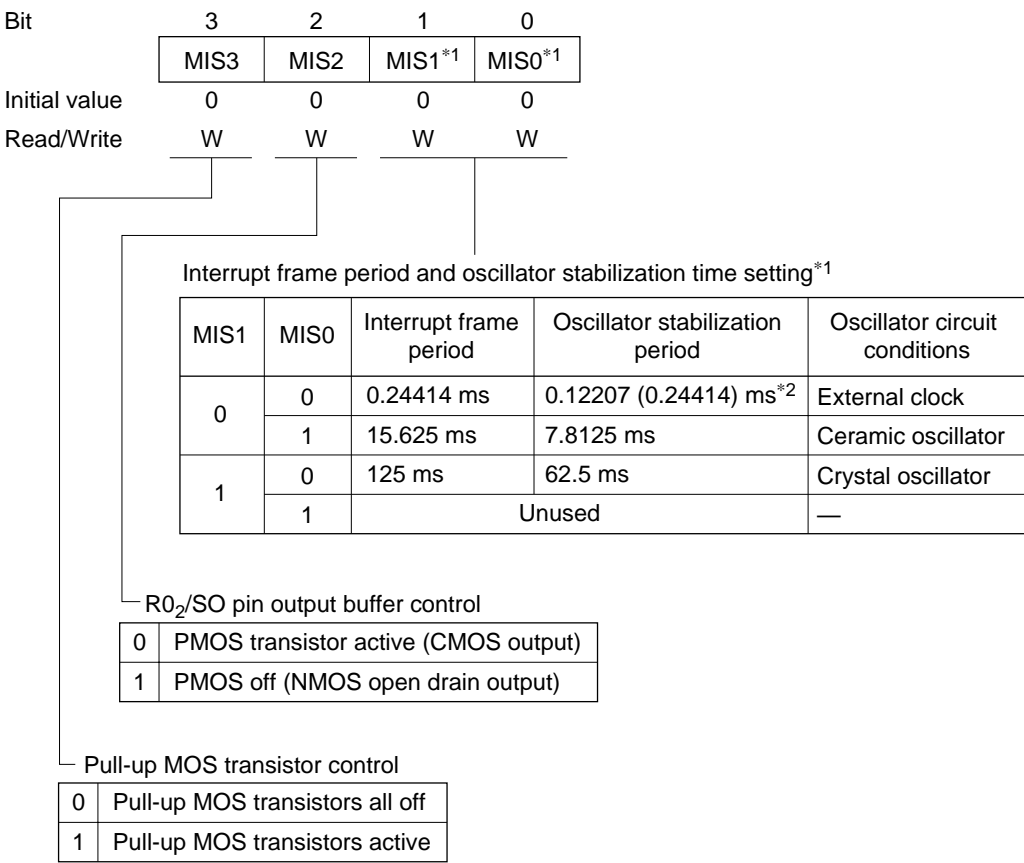 Bit 3 2 1 0
MIS3 MIS2 MIS1*1 MIS0*1
Initial value 0 0 0 0
Read/Write W W W W
Interrupt frame period and oscillator stabilization time setting*1
MIS1 MIS0 Interrupt frame period Oscillator stabilization period Oscillator circuit conditions
0 0 0.24414 ms 0.12207 (0.24414) ms*2 External clock
1 15.625 ms 7.8125 ms Ceramic oscillator
1 0 125 ms 62.5 ms Crystal oscillator
1 Unused —
R02/SO pin output buffer control
0 PMOS transistor active (CMOS output)
1 PMOS off (NMOS open drain output)
Pull-up MOS transistor control
0 Pull-up MOS transistors all off
1 Pull-up MOS transistors active